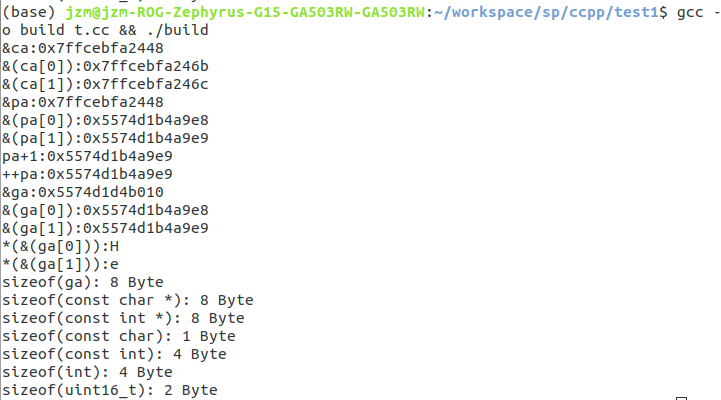 (base) jzm@jzm-ROG-Zephyrus-G15-GA503RW-GA503RW:~/workspace/sp/ccpp/test1$ gcc -
o build t.cc && ./build
&ca:0x7ffcebfa2448
&(ca[0]):0x7ffcebfa246b
&(ca[1]):0x7ffcebfa246c
&pa:0x7ffcebfa2448
&(pa[0]):0x5574d1b4a9e8
&(pa[1]):0x5574d1b4a9e9
pa+1:0x5574d1b4a9e9
++pa:0x5574d1b4a9e9
&ga:0x5574d1d4b010
&(ga[0]):0x5574d1b4a9e8
&(ga[1]):0x5574d1b4a9e9
*(&(ga[0])):H
*(&(ga[1])):e
sizeof(ga): 8 Byte
sizeof(const char *): 8 Byte
sizeof(const int *): 8 Byte
sizeof(const char): 1 Byte
sizeof(const int): 4 Byte
sizeof(int): 4 Byte
sizeof(uint16_t): 2 Byte